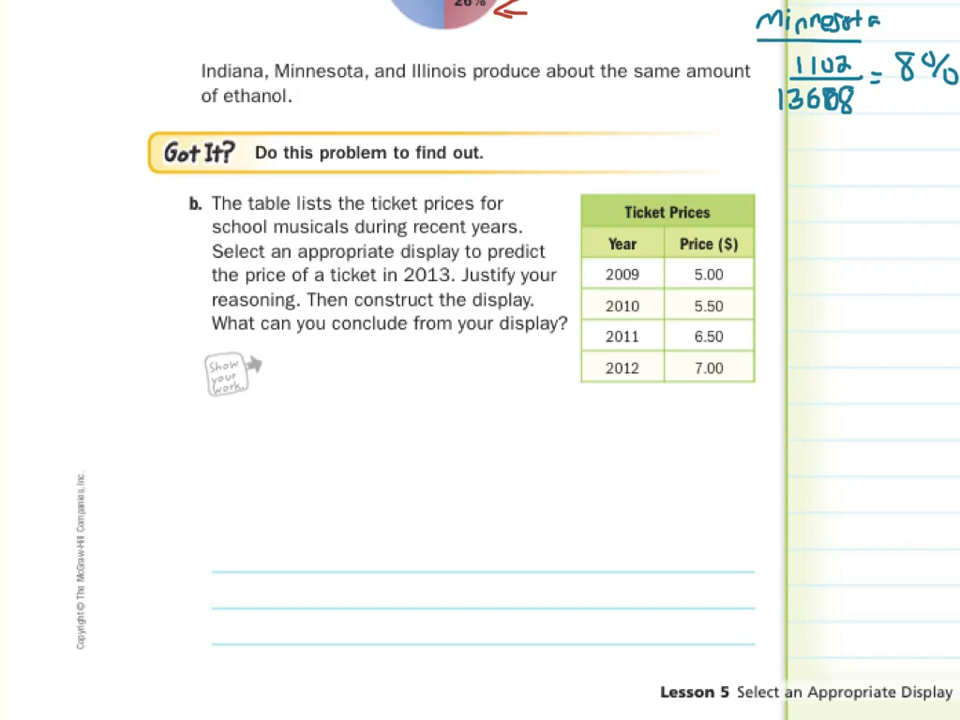 26%
Minnesota
1102
13688
= 8%
Indiana, Minnesota, and Illinois produce about the same amount
of ethanol.
Got It? Do this problem to find out.
b. The table lists the ticket prices for
school musicals during recent years.
Select an appropriate display to predict
the price of a ticket in 2013. Justify your
reasoning. Then construct the display.
What can you conclude from your display?
Ticket Prices
Year Price ($)
2009 5.00
2010 5.50
2011 6.50
2012 7.00
Show
your
work.
Copyright © The McGraw-Hill Companies, Inc.
Lesson 5 Select an Appropriate Display